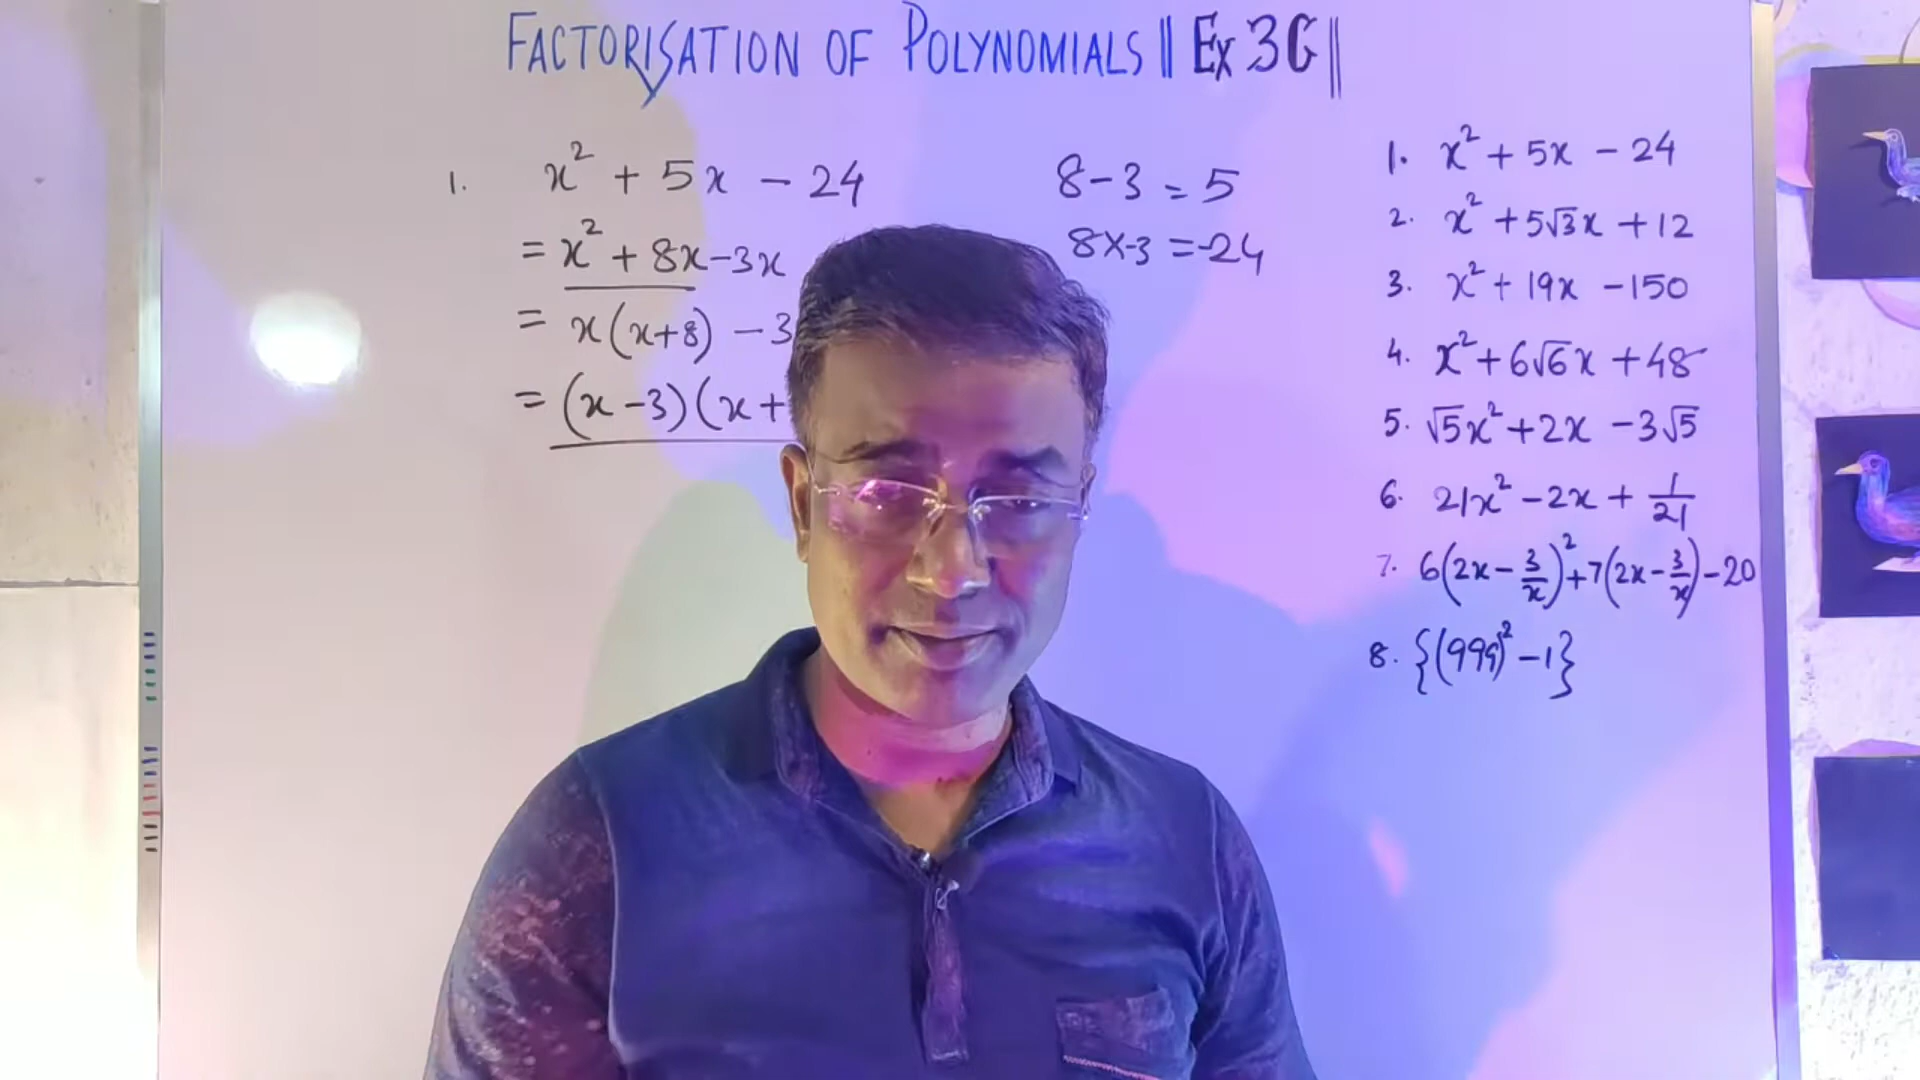 FACTORISATION OF POLYNOMIALS || Ex 3G ||
1. x² + 5x - 24
= x² + 8x - 3x
= x(x+8) - 3
= (x-3)(x+
8 - 3 = 5
8x-3 = -24
1. x² + 5x - 24
2. x² + 5√3x + 12
3. x² + 19x - 150
4. x² + 6√6x + 48
5. √5x² + 2x - 3√5
6. 21x² - 2x + 1/21
7. 6(2x - 3/x)² + 7(2x - 3/x) - 20
8. {(999)² - 1}